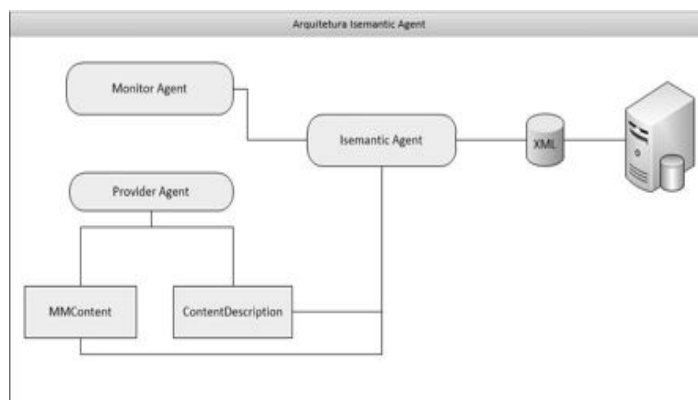 Arquitetura Isemantic Agent
Monitor Agent
Isemantic Agent
XML
Provider Agent
MMContent
ContentDescription